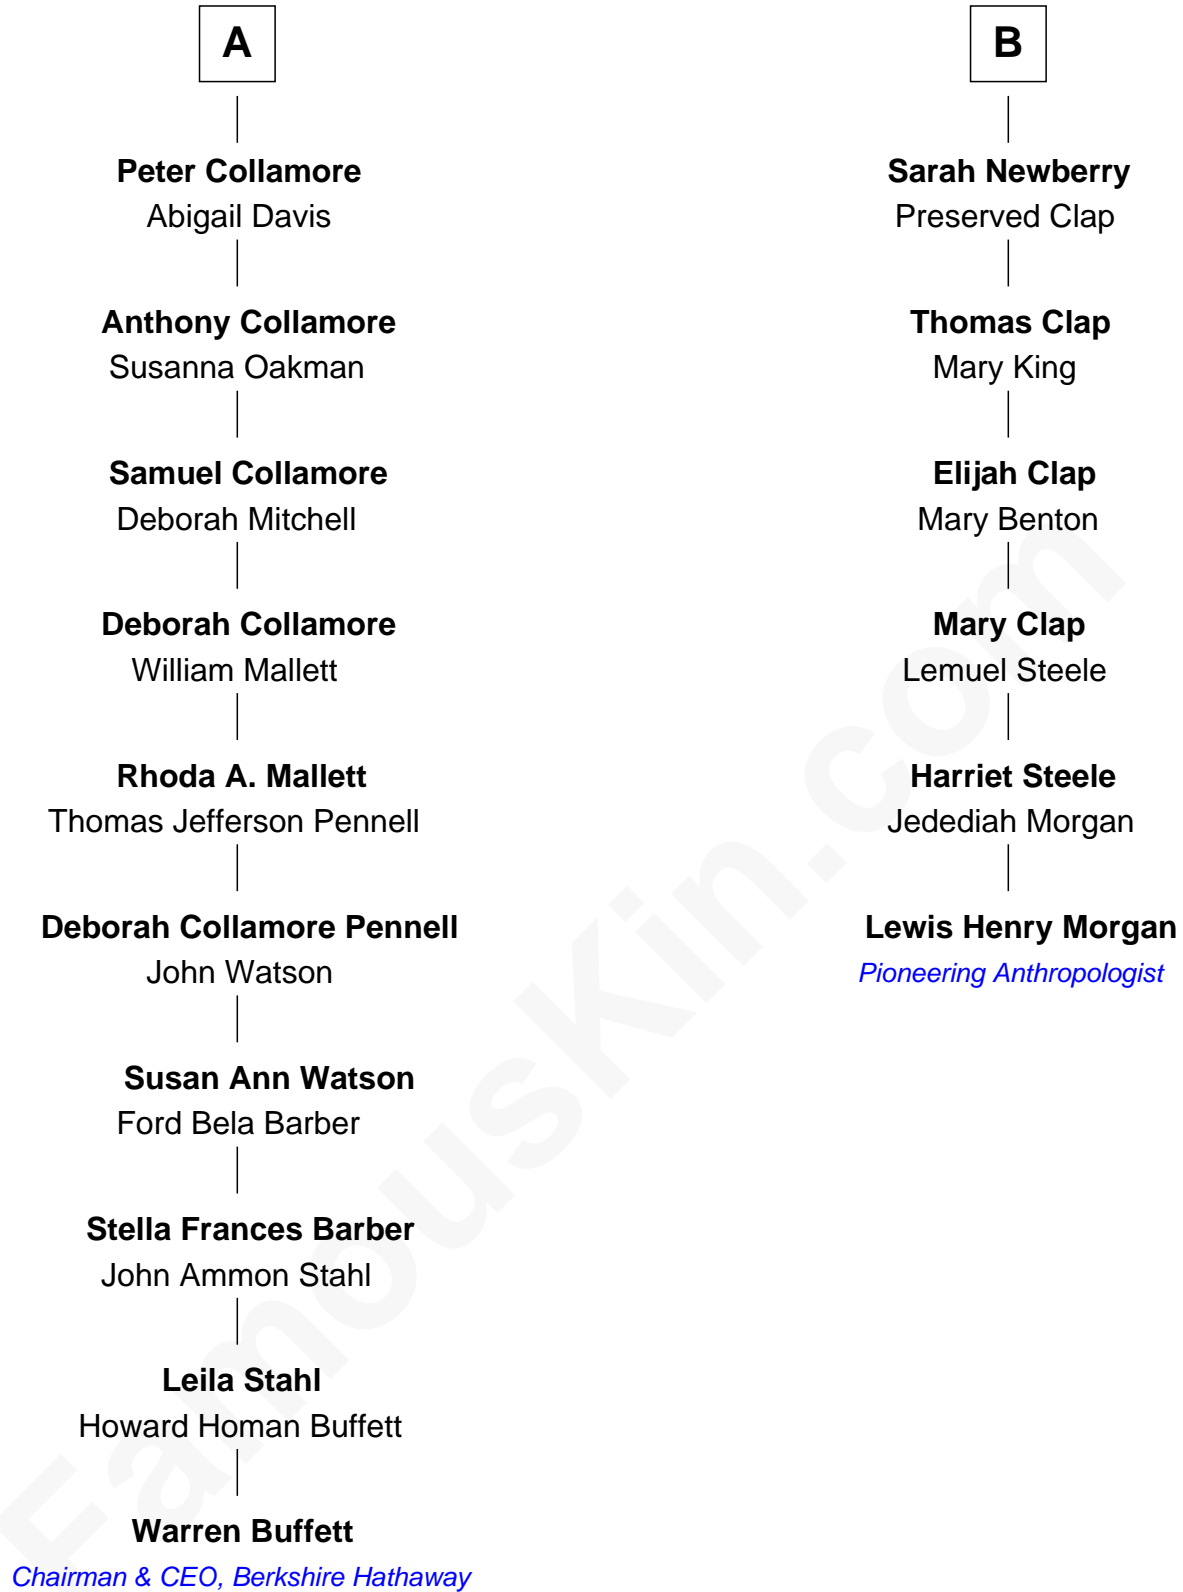 A
Peter Collamore
Abigail Davis
Anthony Collamore
Susanna Oakman
Samuel Collamore
Deborah Mitchell
Deborah Collamore
William Mallett
Rhoda A. Mallett
Thomas Jefferson Pennell
Deborah Collamore Pennell
John Watson
Susan Ann Watson
Ford Bela Barber
Stella Frances Barber
John Ammon Stahl
Leila Stahl
Howard Homan Buffett
Warren Buffett
Chairman & CEO, Berkshire Hathaway
B
Sarah Newberry
Preserved Clap
Thomas Clap
Mary King
Elijah Clap
Mary Benton
Mary Clap
Lemuel Steele
Harriet Steele
Jedediah Morgan
Lewis Henry Morgan
Pioneering Anthropologist
FamousKin.com